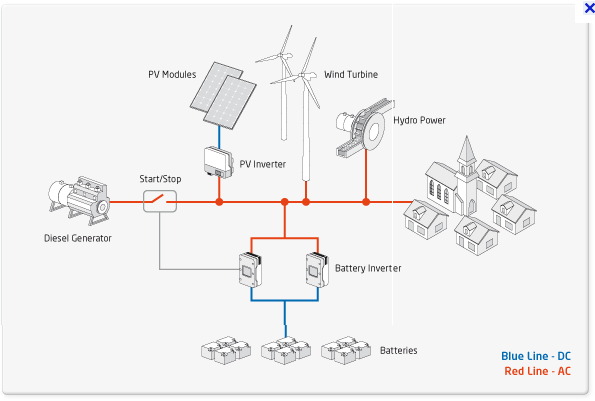 PV Modules
Wind Turbine
Hydro Power
PV Inverter
Start/Stop
Diesel Generator
Battery Inverter
Batteries
Blue Line - DC
Red Line - AC